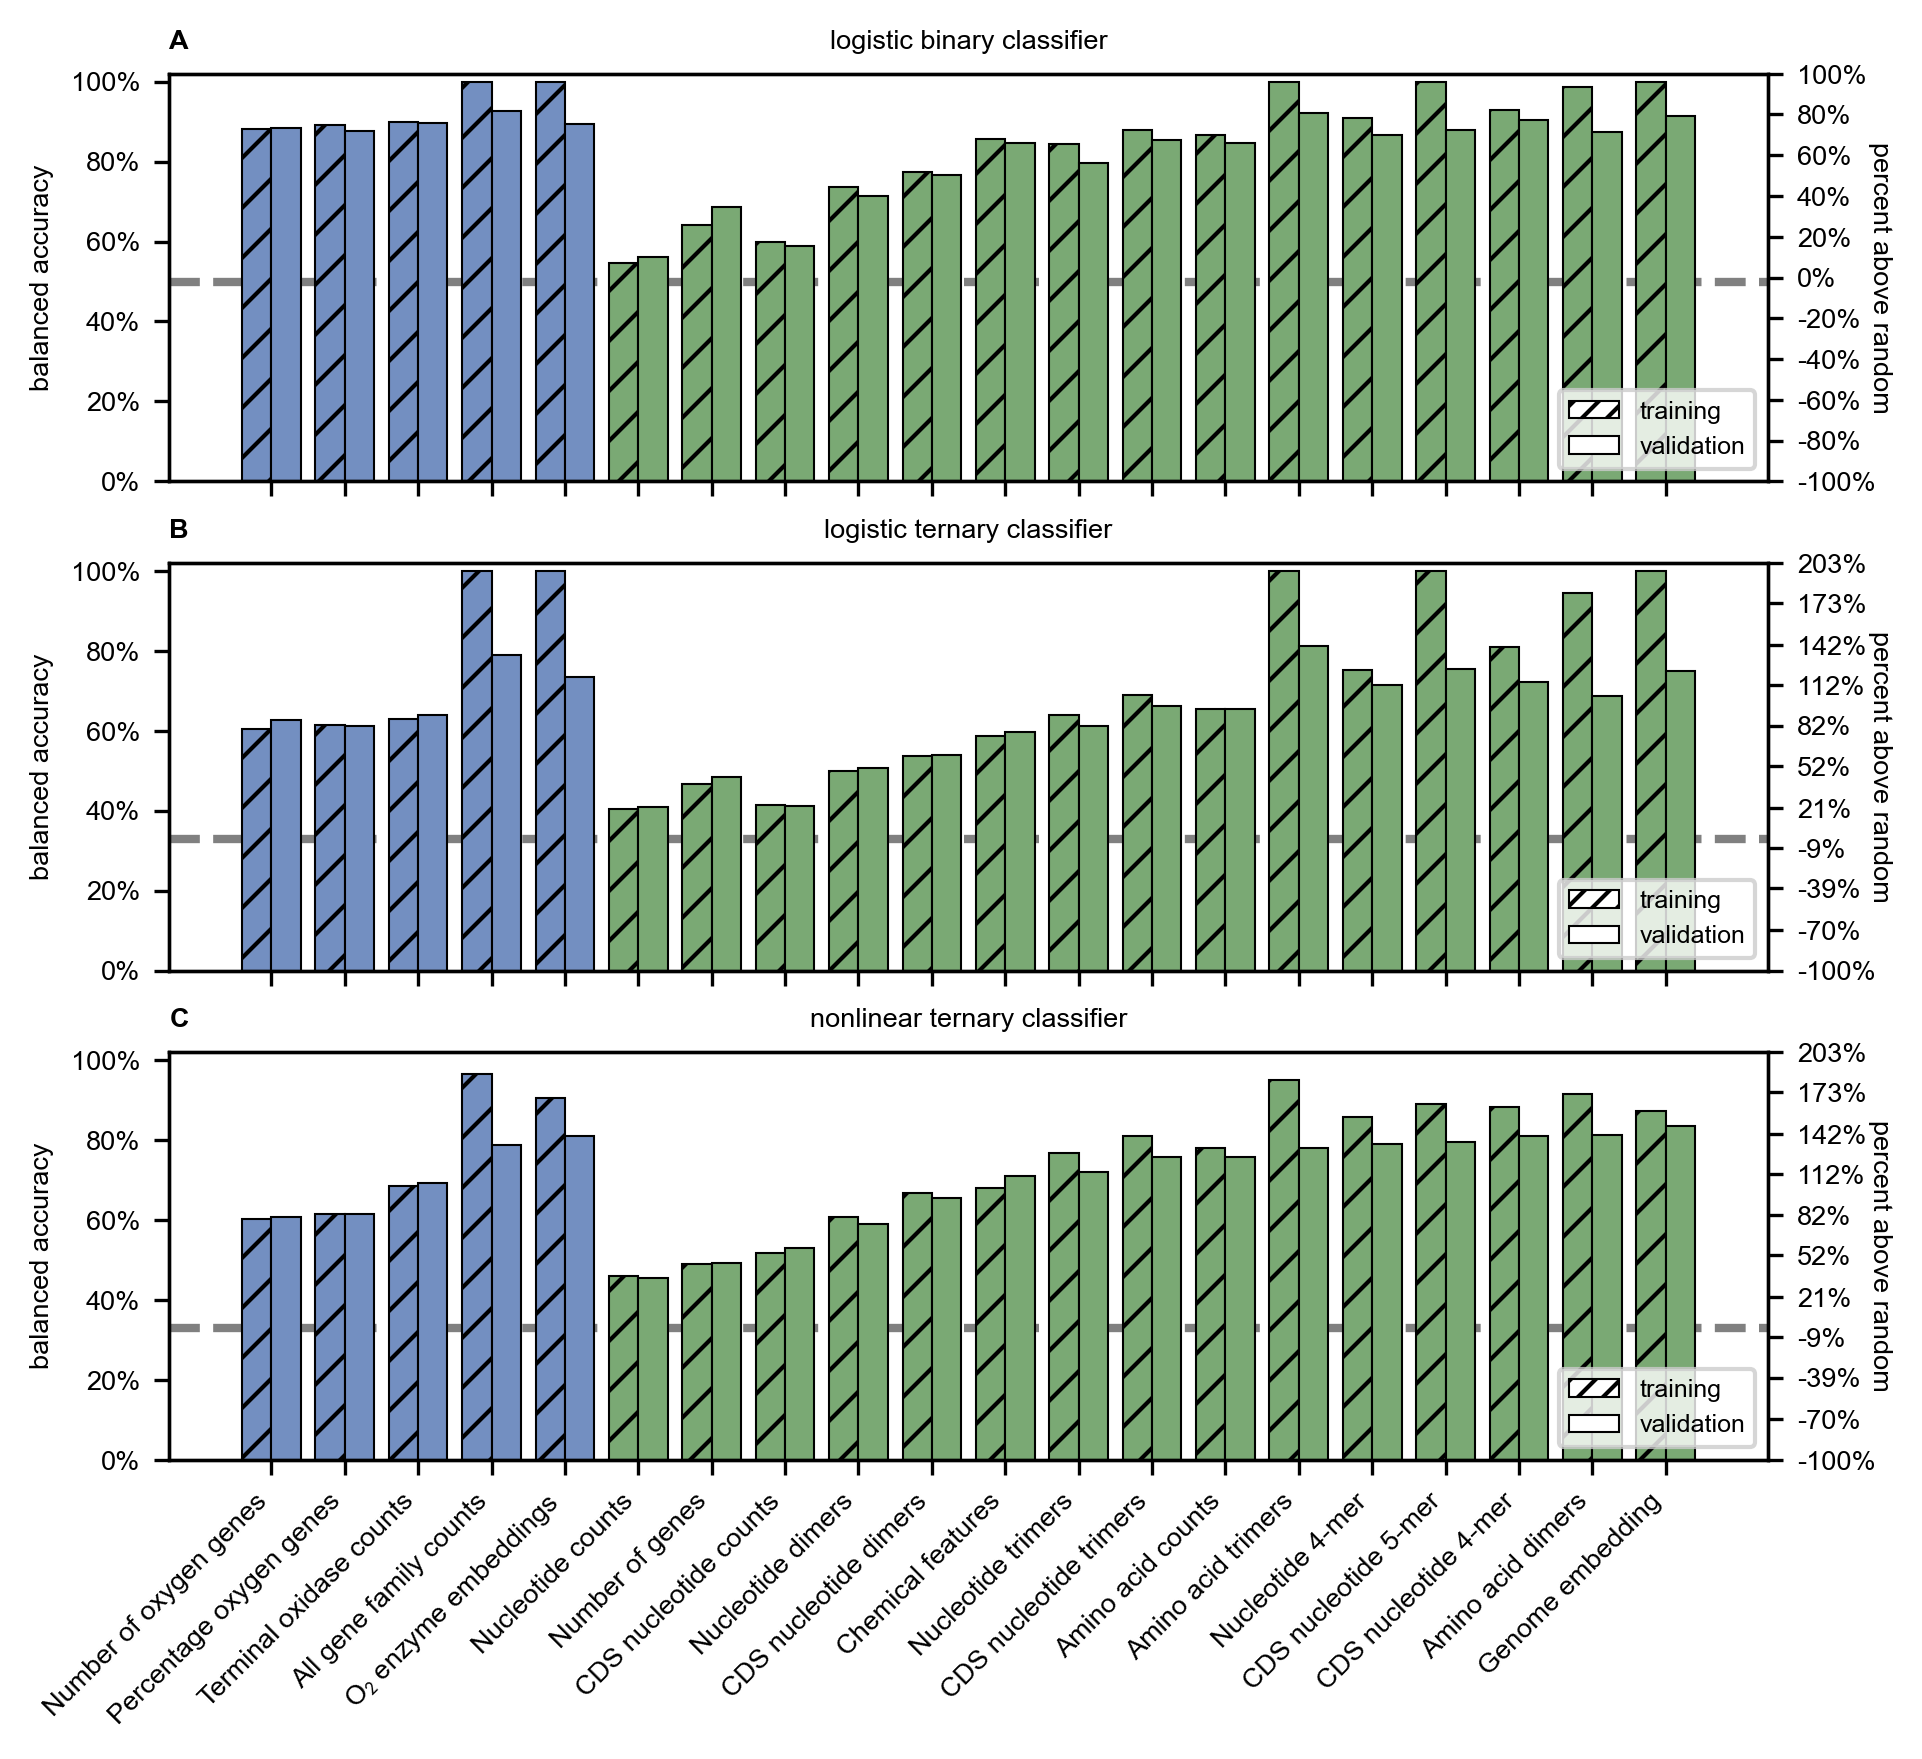 A
logistic binary classifier
100%
80%
60%
40%
20%
0%
balanced accuracy
100%
80%
60%
40%
20%
0%
-20%
-40%
-60%
-80%
-100%
percent above random
training
validation
B
logistic ternary classifier
100%
80%
60%
40%
20%
0%
balanced accuracy
203%
173%
142%
112%
82%
52%
21%
-9%
-39%
-70%
-100%
percent above random
training
validation
C
nonlinear ternary classifier
100%
80%
60%
40%
20%
0%
balanced accuracy
203%
173%
142%
112%
82%
52%
21%
-9%
-39%
-70%
-100%
percent above random
training
validation
Number of oxygen genes
Percentage oxygen genes
Terminal oxidase counts
All gene family counts
O₂ enzyme embeddings
Nucleotide counts
Number of genes
CDS nucleotide counts
Nucleotide dimers
CDS nucleotide dimers
Chemical features
Nucleotide trimers
CDS nucleotide trimers
Amino acid counts
Amino acid trimers
Nucleotide 4-mer
CDS nucleotide 5-mer
CDS nucleotide 4-mer
Amino acid dimers
Genome embedding